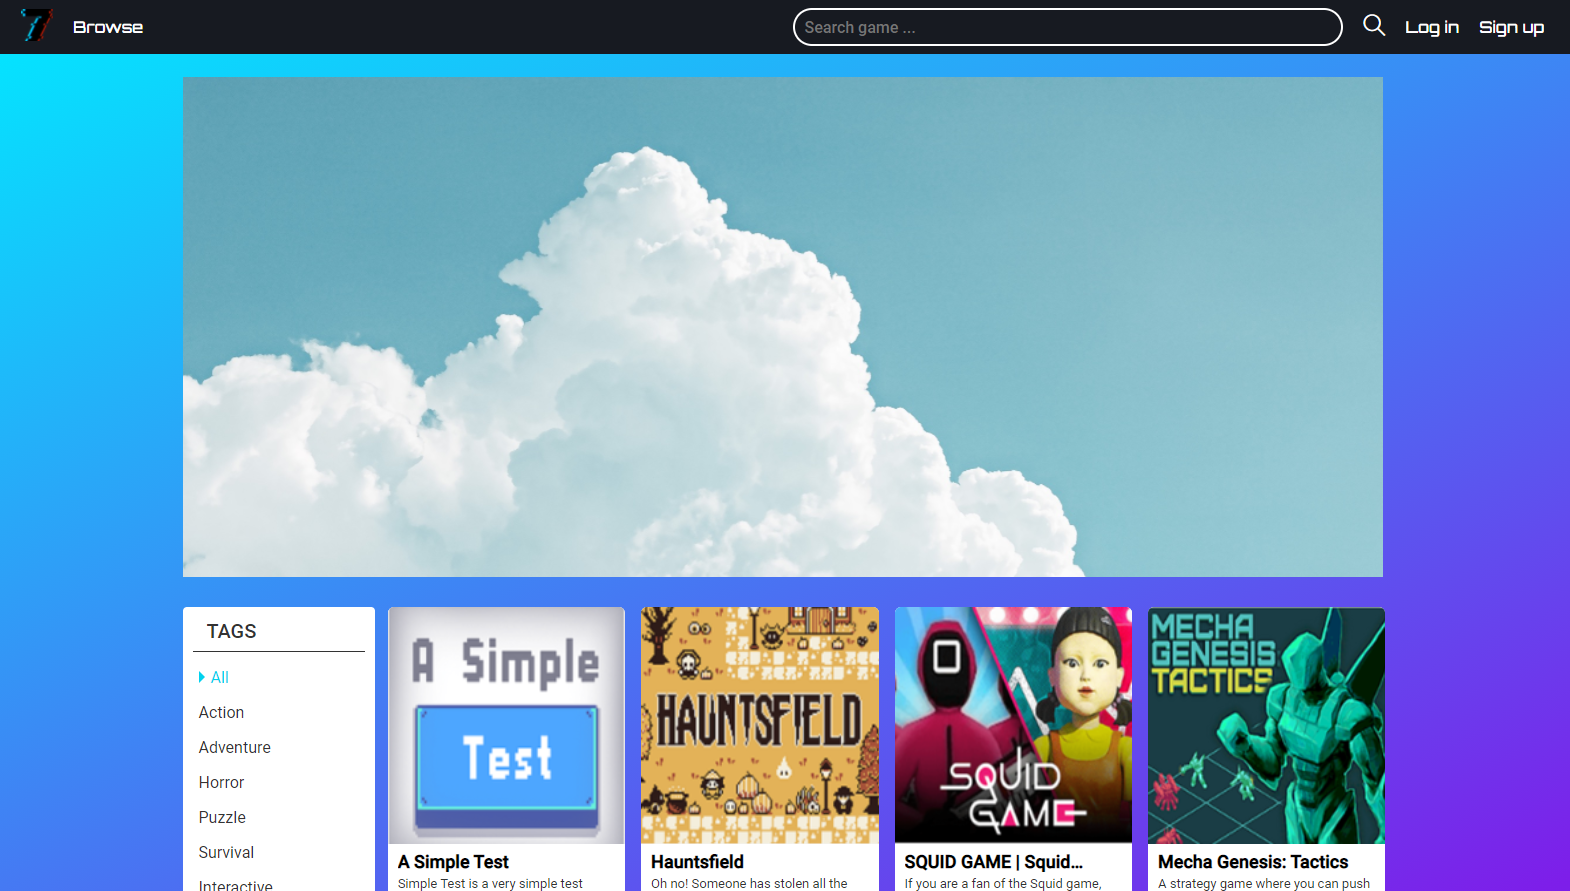 7 Browse Search game ... Log in Sign up
TAGS
All
Action
Adventure
Horror
Puzzle
Survival
Interactive
A Simple
Test
A Simple Test
Simple Test is a very simple test
HAUNTSFIELD
Hauntsfield
Oh no! Someone has stolen all the
SQUID
GAME
SQUID GAME | Squid...
If you are a fan of the Squid game,
MECHA
GENESIS
TACTICS
Mecha Genesis: Tactics
A strategy game where you can push